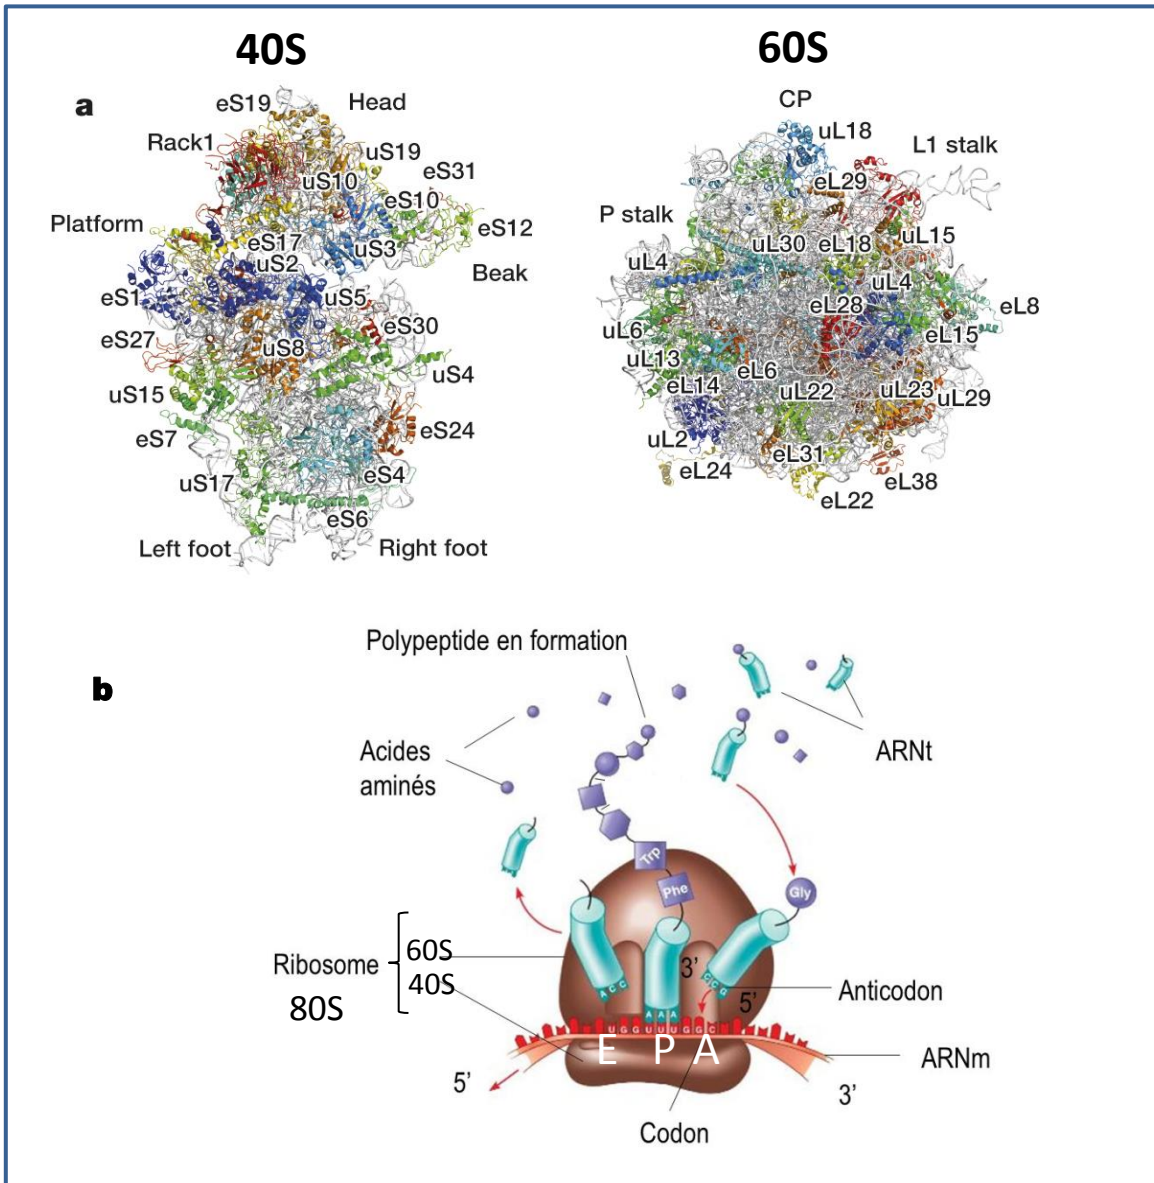 40S
60S
a
eS19
Head
Rack1
uS19
uS10
eS31
eS10
Platform
eS12
eS17
uS3
uS2
Beak
eS1
uS5
eS27
eS30
uS8
uS4
uS15
eS7
eS24
uS17
eS4
eS6
Left foot
Right foot
CP
uL18
L1 stalk
eL29
P stalk
uL30
eL18
uL15
uL4
uL4
eL28
eL8
uL6
eL15
uL13
eL6
eL14
uL22
uL23
uL29
uL2
eL31
eL24
eL38
eL22
b
Polypeptide en formation
Acides
aminés
ARNt
Trp
Phe
Gly
Ribosome
60S
40S
80S
3’
5’
A C C
A A A
C C G
Anticodon
U G G U U U G G C
E P A
ARNm
5’
3’
Codon